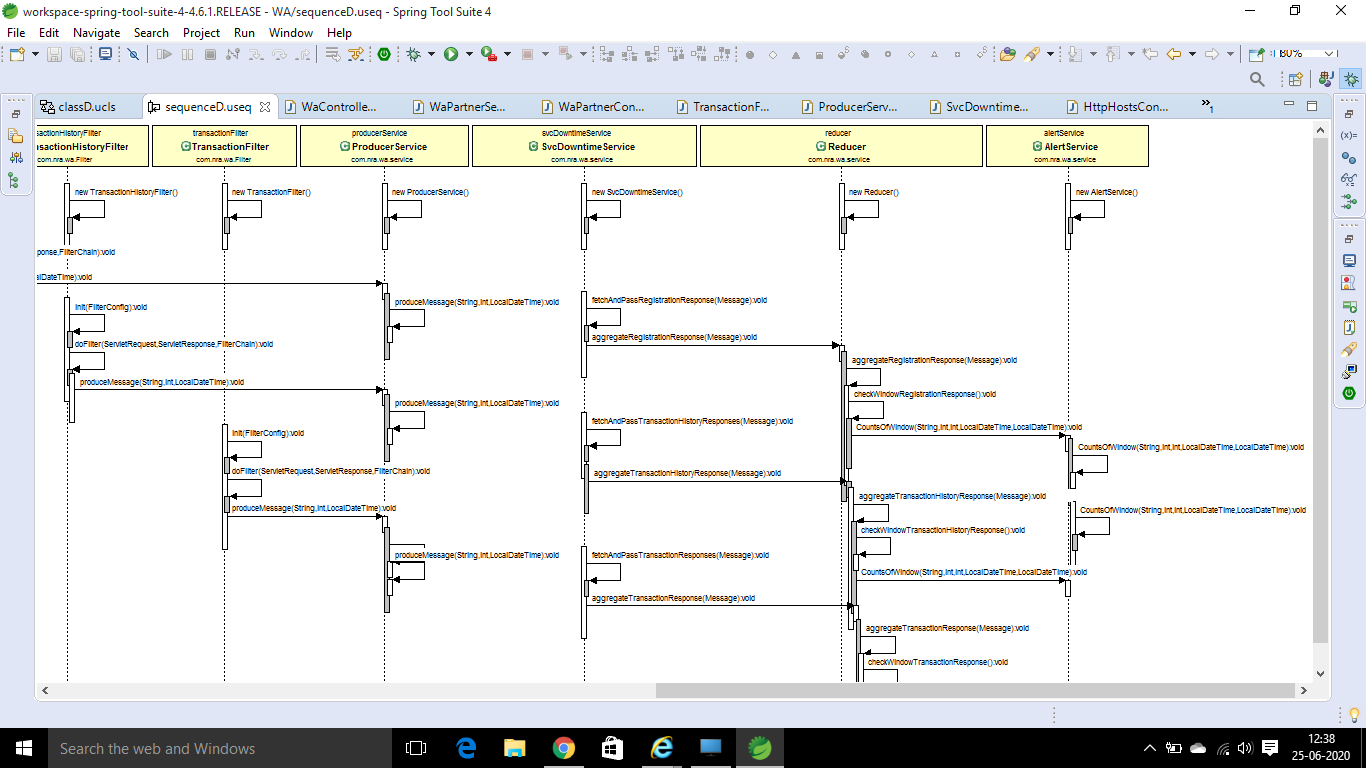 workspace-spring-tool-suite-4-4.6.1.RELEASE - WA/sequenceD.useq - Spring Tool Suite 4
File Edit Navigate Search Project Run Window Help
80%
classD.ucls sequenceD.useq WaControlle... WaPartnerSe... WaPartnerCon... TransactionF... ProducerServ... SvcDowntime... HttpHostsCon... »1
sactionHistoryFilter transactionFilter producerService svcDowntimeService reducer alertService
nsactionHistoryFilter TransactionFilter ProducerService SvcDowntimeService Reducer AlertService
com.nra.wa.Filter com.nra.wa.Filter com.nra.wa.service com.nra.wa.service com.nra.wa.service com.nra.wa.service
new TransactionHistoryFilter() new TransactionFilter() new ProducerService() new SvcDowntimeService() new Reducer() new AlertService()
ponse,FilterChain):void
alDateTime):void
produceMessage(String,int,LocalDateTime):void fetchAndPassRegistrationResponse(Message):void
init(FilterConfig):void
aggregateRegistrationResponse(Message):void
doFilter(ServletRequest,ServletResponse,FilterChain):void
aggregateRegistrationResponse(Message):void
produceMessage(String,int,LocalDateTime):void
checkWindowRegistrationResponse():void
produceMessage(String,int,LocalDateTime):void
fetchAndPassTransactionHistoryResponses(Message):void
CountsOfWindow(String,int,int,LocalDateTime,LocalDateTime):void
init(FilterConfig):void
CountsOfWindow(String,int,int,LocalDateTime,LocalDateTime):void
doFilter(ServletRequest,ServletResponse,FilterChain):void aggregateTransactionHistoryResponse(Message):void
aggregateTransactionHistoryResponse(Message):void
produceMessage(String,int,LocalDateTime):void CountsOfWindow(String,int,int,LocalDateTime,LocalDateTime):void
checkWindowTransactionHistoryResponse():void
produceMessage(String,int,LocalDateTime):void fetchAndPassTransactionResponses(Message):void
CountsOfWindow(String,int,int,LocalDateTime,LocalDateTime):void
aggregateTransactionResponse(Message):void
aggregateTransactionResponse(Message):void
checkWindowTransactionResponse():void
Search the web and Windows
12:38
25-06-2020